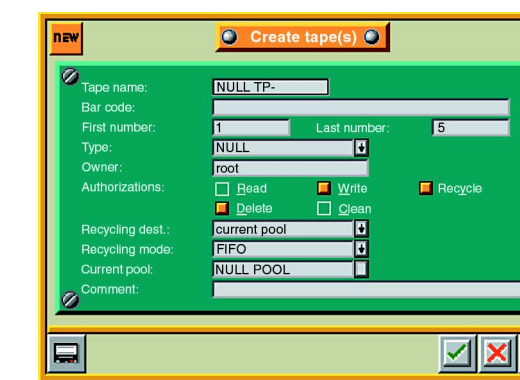 NEW
Create tape(s)
Tape name: NULL TP-
Bar code:
First number: 1 Last number: 5
Type: NULL
Owner: root
Authorizations: Read Write Recycle
Delete Clean
Recycling dest.: current pool
Recycling mode: FIFO
Current pool: NULL POOL
Comment: